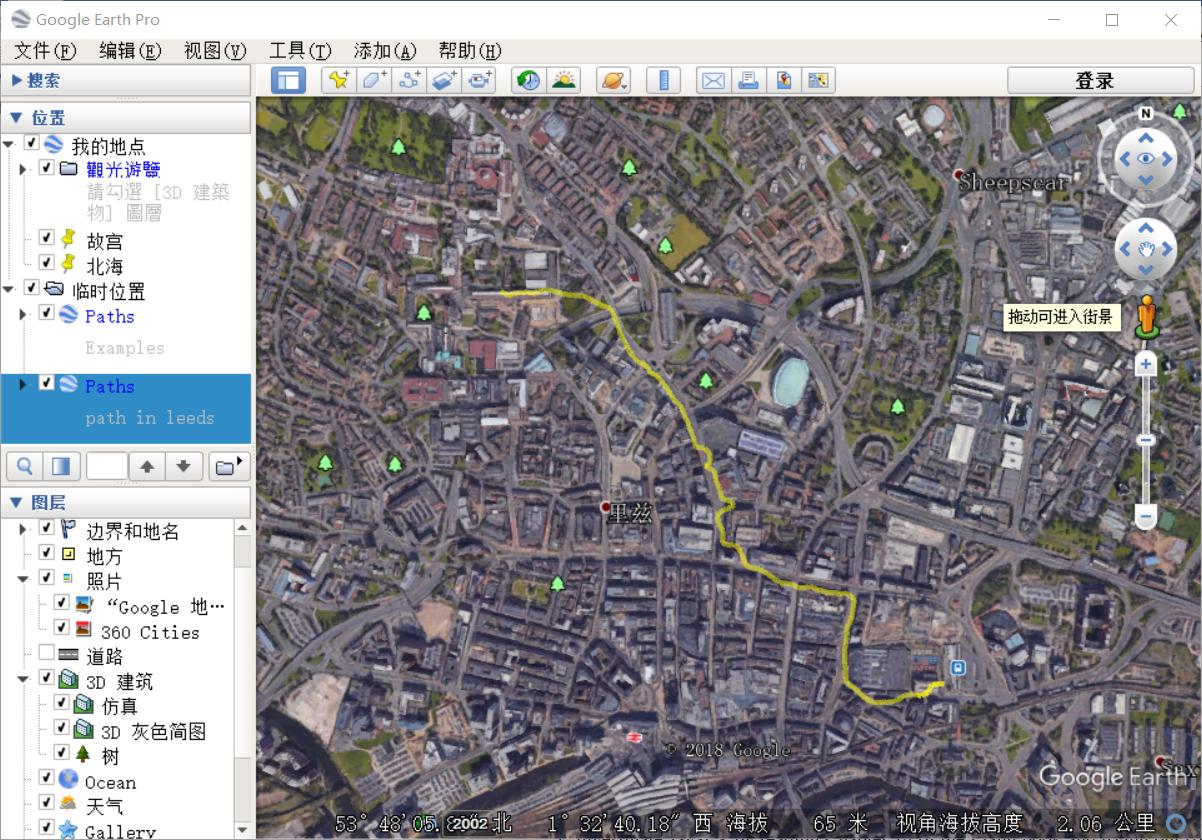 Google Earth Pro
文件(F) 编辑(E) 视图(V) 工具(T) 添加(A) 帮助(H)
搜索
登录
位置
我的地点
觀光游覽
請勾選 [3D 建築
物] 圖層
故宫
北海
临时位置
Paths
Examples
Paths
path in leeds
图层
边界和地名
地方
照片
“Google 地…
360 Cities
道路
3D 建筑
仿真
3D 灰色简图
树
Ocean
天气
Gallery
N
Sheepscar
拖动可进入街景
里兹
© 2018 Google
Google Earth
2002
1° 32′40.18″ 西 海拔 65 米 视角海拔高度 2.06 公里